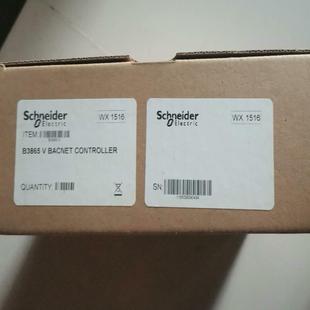 Schneider
Electric
WX 1516
ITEM:
B3865 V BACNET CONTROLLER
QUANTITY:
Schneider
Electric
WX 1516
SN: